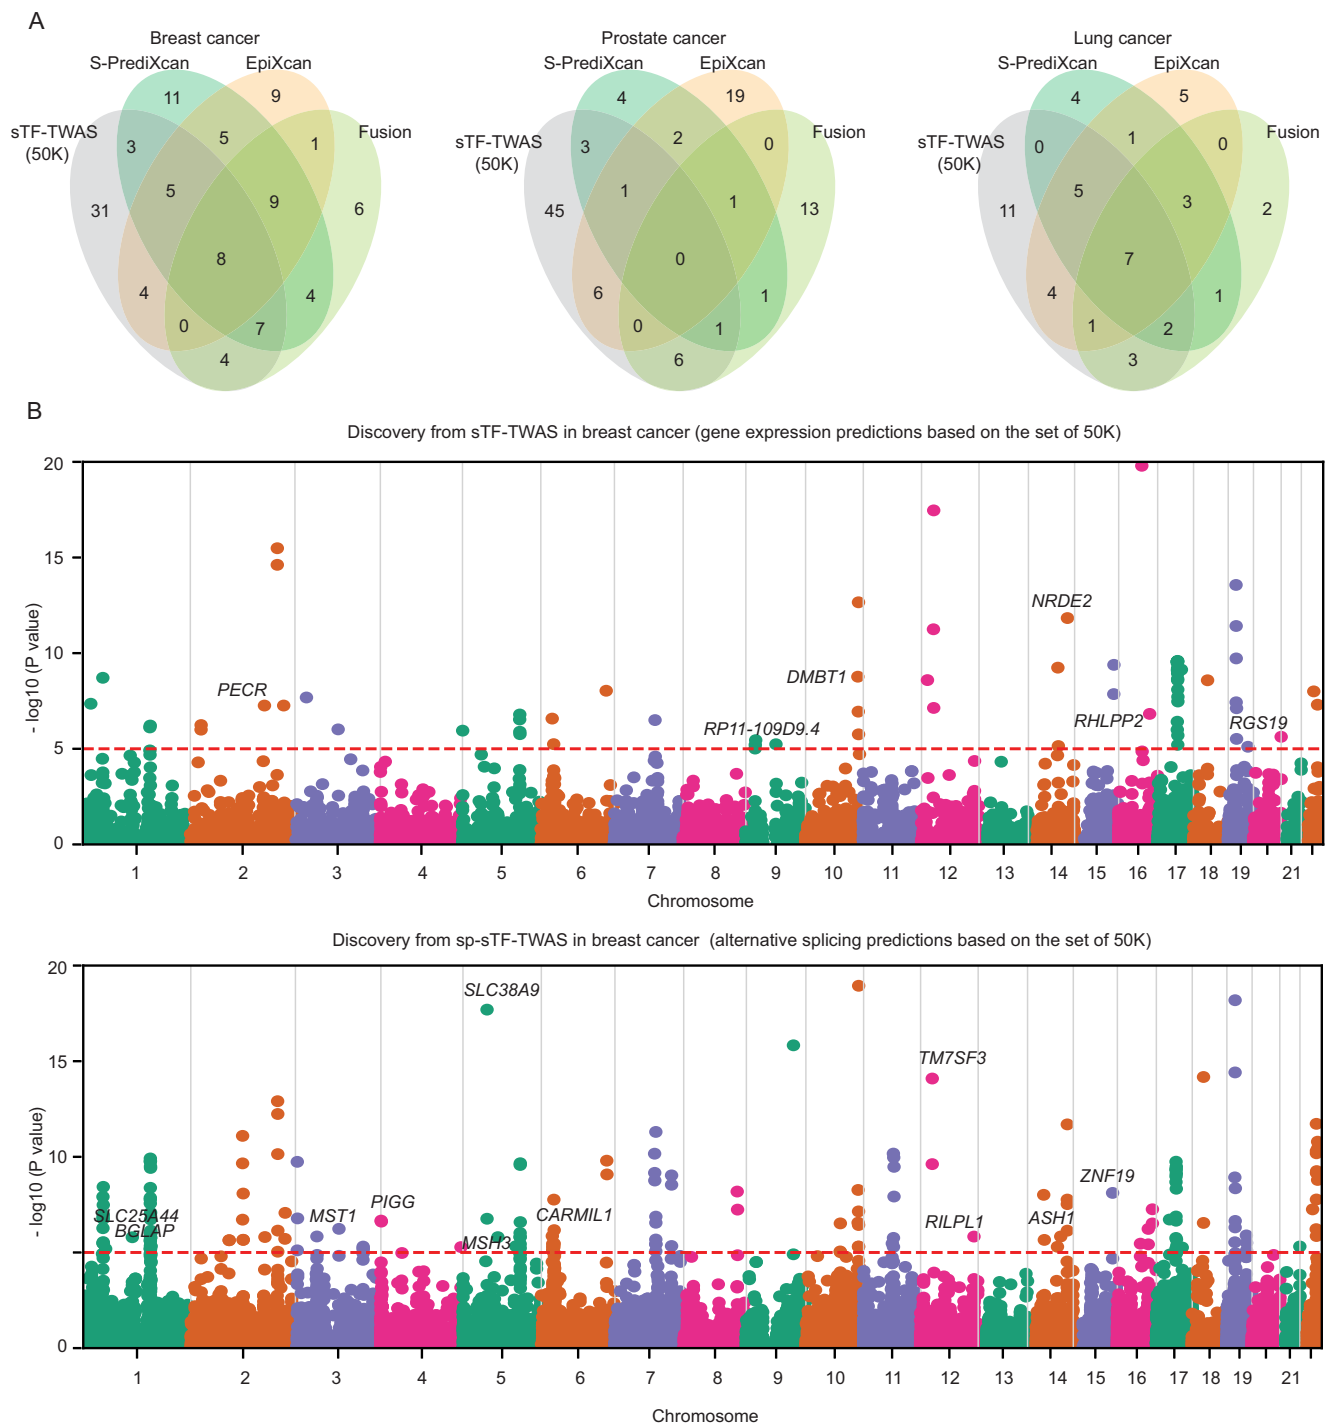 A
Breast cancer
S-PrediXcan
EpiXcan
sTF-TWAS
(50K)
Fusion
11
9
3
5
1
31
5
9
6
8
4
4
0
7
4
Prostate cancer
S-PrediXcan
EpiXcan
sTF-TWAS
(50K)
Fusion
4
19
3
2
0
45
1
1
13
0
6
1
0
1
6
Lung cancer
S-PrediXcan
EpiXcan
sTF-TWAS
(50K)
Fusion
4
5
0
1
0
11
5
3
2
7
4
1
1
2
3
B
Discovery from sTF-TWAS in breast cancer (gene expression predictions based on the set of 50K)
- log10 (P value)
20
15
10
5
0
PECR
RP11-109D9.4
DMBT1
NRDE2
RHLPP2
RGS19
1 2 3 4 5 6 7 8 9 10 11 12 13 14 15 16 17 18 19 21
Chromosome
Discovery from sp-sTF-TWAS in breast cancer (alternative splicing predictions based on the set of 50K)
- log10 (P value)
20
15
10
0
SLC38A9
TM7SF3
ZNF19
SLC25A44
BGLAP
MST1
PIGG
MSH3
CARMIL1
RILPL1
ASH1
1 2 3 4 5 6 7 8 9 10 11 12 13 14 15 16 17 18 19 21
Chromosome